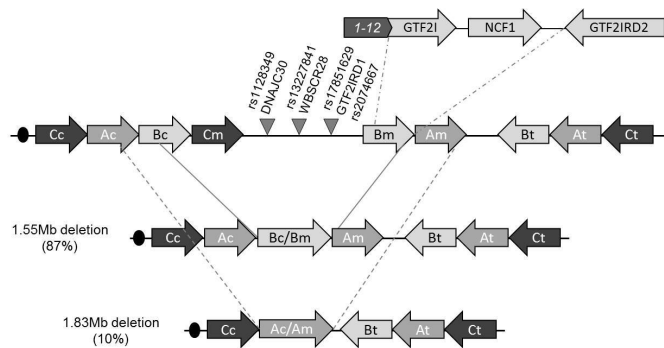 1-12 GTF2I NCF1 GTF2IRD2
rs1128349
DNAJC30
rs13227841
WBSCR28
rs17851629
GTF2IRD1
rs2074667
Cc Ac Bc Cm Bm Am Bt At Ct
1.55Mb deletion
(87%)
Cc Ac Bc/Bm Am Bt At Ct
1.83Mb deletion
(10%)
Cc Ac/Am Bt At Ct